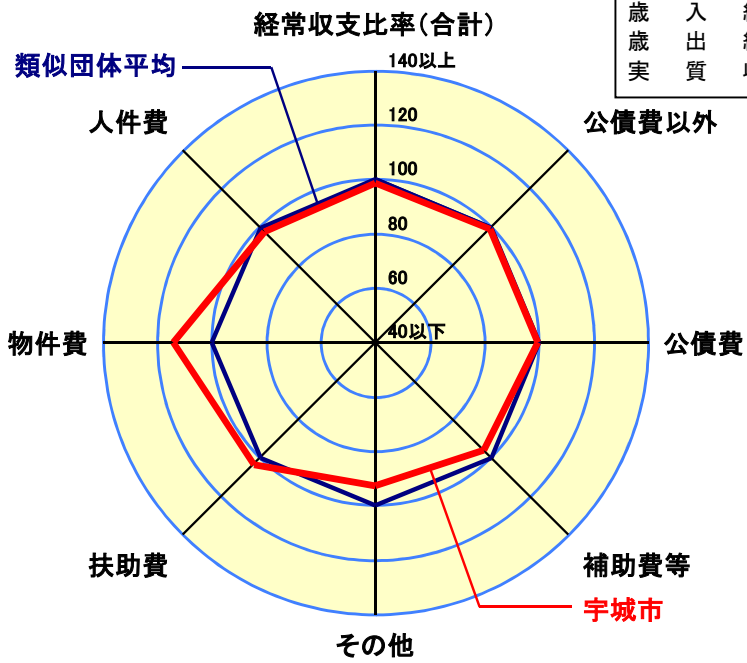 経常収支比率（合計）
歳 入
歳 出
実 質
類似団体平均
140以上
人件費
公債費以外
120
100
80
60
40以下
物件費
公債費
扶助費
補助費等
宇城市
その他